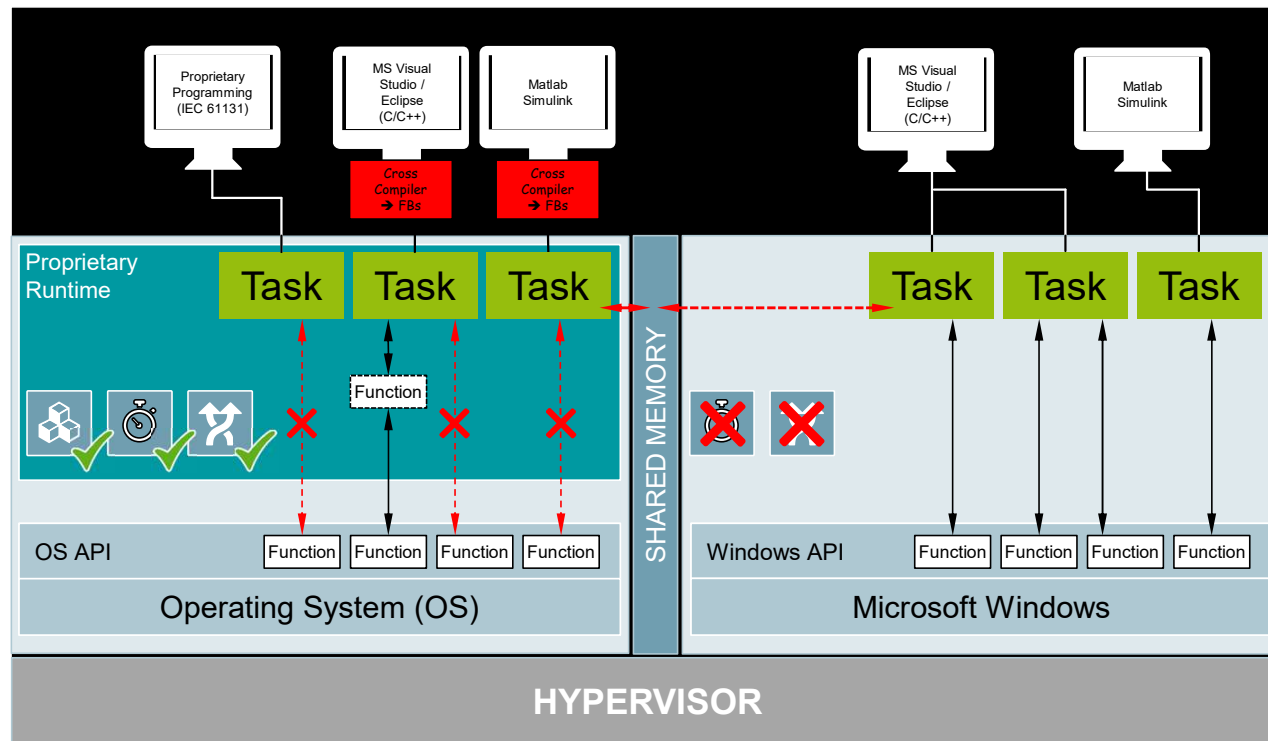 Proprietary
Programming
(IEC 61131)
MS Visual
Studio /
Eclipse
(C/C++)
Matlab
Simulink
MS Visual
Studio /
Eclipse
(C/C++)
Matlab
Simulink
Cross
Compiler
➔ FBs
Cross
Compiler
➔ FBs
Proprietary
Runtime
Task
Task
Task
Task
Task
Task
Function
SHARED MEMORY
OS API
Function
Function
Function
Function
Windows API
Function
Function
Function
Function
Operating System (OS)
Microsoft Windows
HYPERVISOR